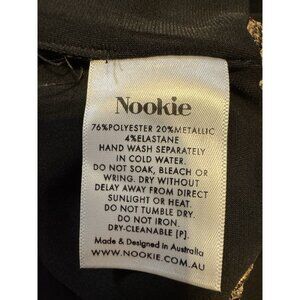 Nookie
76%POLYESTER 20%METALLIC
4%ELASTANE
HAND WASH SEPARATELY
IN COLD WATER.
DO NOT SOAK, BLEACH OR
WRING. DRY WITHOUT
DELAY AWAY FROM DIRECT
SUNLIGHT OR HEAT.
DO NOT TUMBLE DRY.
DO NOT IRON.
DRY-CLEANABLE [P].
Made & Designed in Australia
WWW.NOOKIE.COM.AU